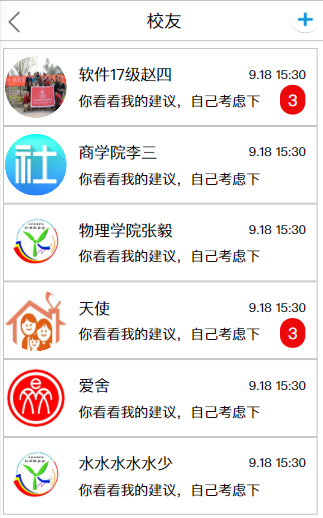 校友
软件17级赵四 9.18 15:30
你看看我的建议，自己考虑下 3
社
商学院李三 9.18 15:30
你看看我的建议，自己考虑下
物理学院张毅 9.18 15:30
你看看我的建议，自己考虑下
天使 9.18 15:30
你看看我的建议，自己考虑下 3
爱舍 9.18 15:30
你看看我的建议，自己考虑下
水水水水水少 9.18 15:30
你看看我的建议，自己考虑下